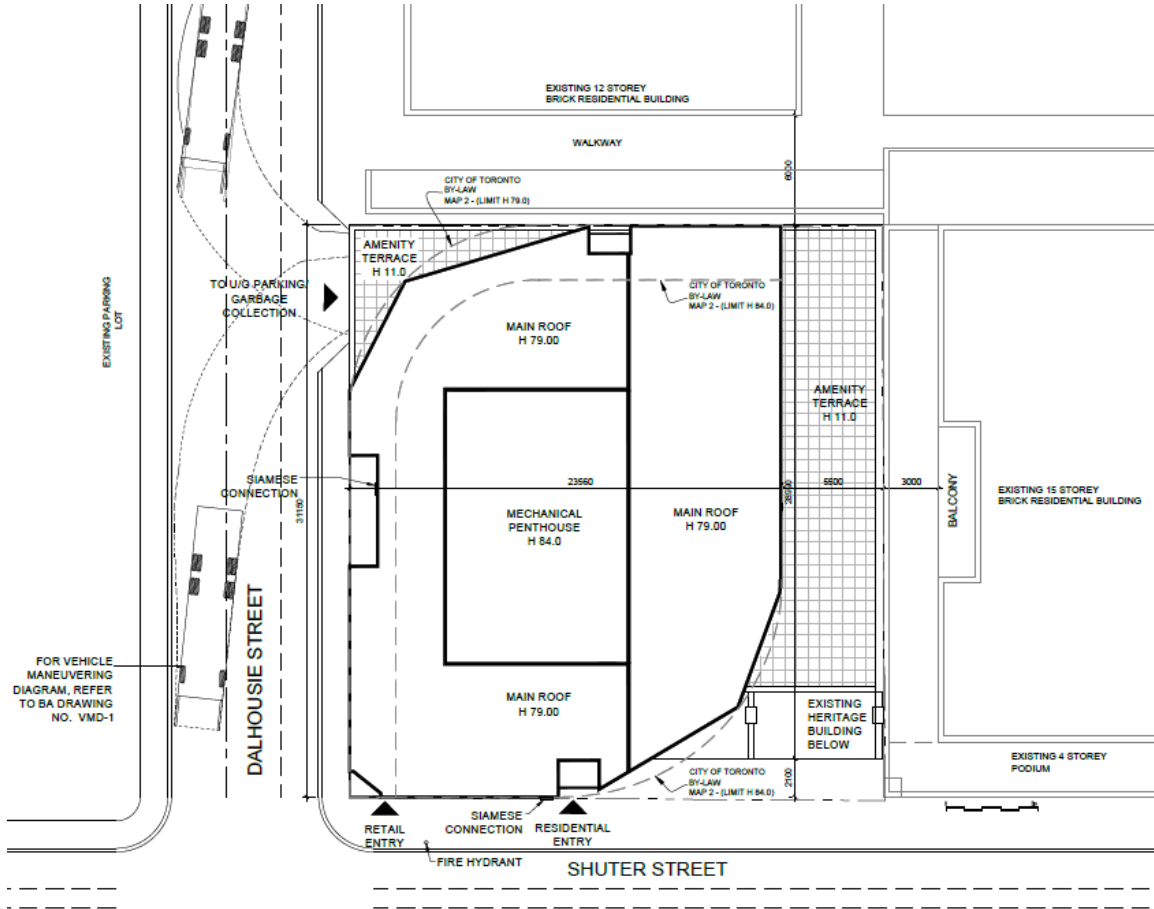 EXISTING 12 STOREY
BRICK RESIDENTIAL BUILDING
WALKWAY
6000
CITY OF TORONTO
BY-LAW
MAP 2 - (LIMIT H 79.0)
AMENITY
TERRACE
H 11.0
TO U/G PARKING/
GARBAGE
COLLECTION
EXISTING PARKING
LOT
CITY OF TORONTO
BY-LAW
MAP 2 - (LIMIT H 84.0)
MAIN ROOF
H 79.00
AMENITY
TERRACE
H 11.0
SIAMESE
CONNECTION
31150
23560
28900
5500
3000
BALCONY
EXISTING 15 STOREY
BRICK RESIDENTIAL BUILDING
MECHANICAL
PENTHOUSE
H 84.0
MAIN ROOF
H 79.00
DALHOUSIE STREET
FOR VEHICLE
MANEUVERING
DIAGRAM, REFER
TO BA DRAWING
NO. VMD-1
MAIN ROOF
H 79.00
EXISTING
HERITAGE
BUILDING
BELOW
EXISTING 4 STOREY
PODIUM
CITY OF TORONTO
BY-LAW
MAP 2 - (LIMIT H 84.0)
2100
RETAIL
ENTRY
SIAMESE
CONNECTION
RESIDENTIAL
ENTRY
FIRE HYDRANT
SHUTER STREET